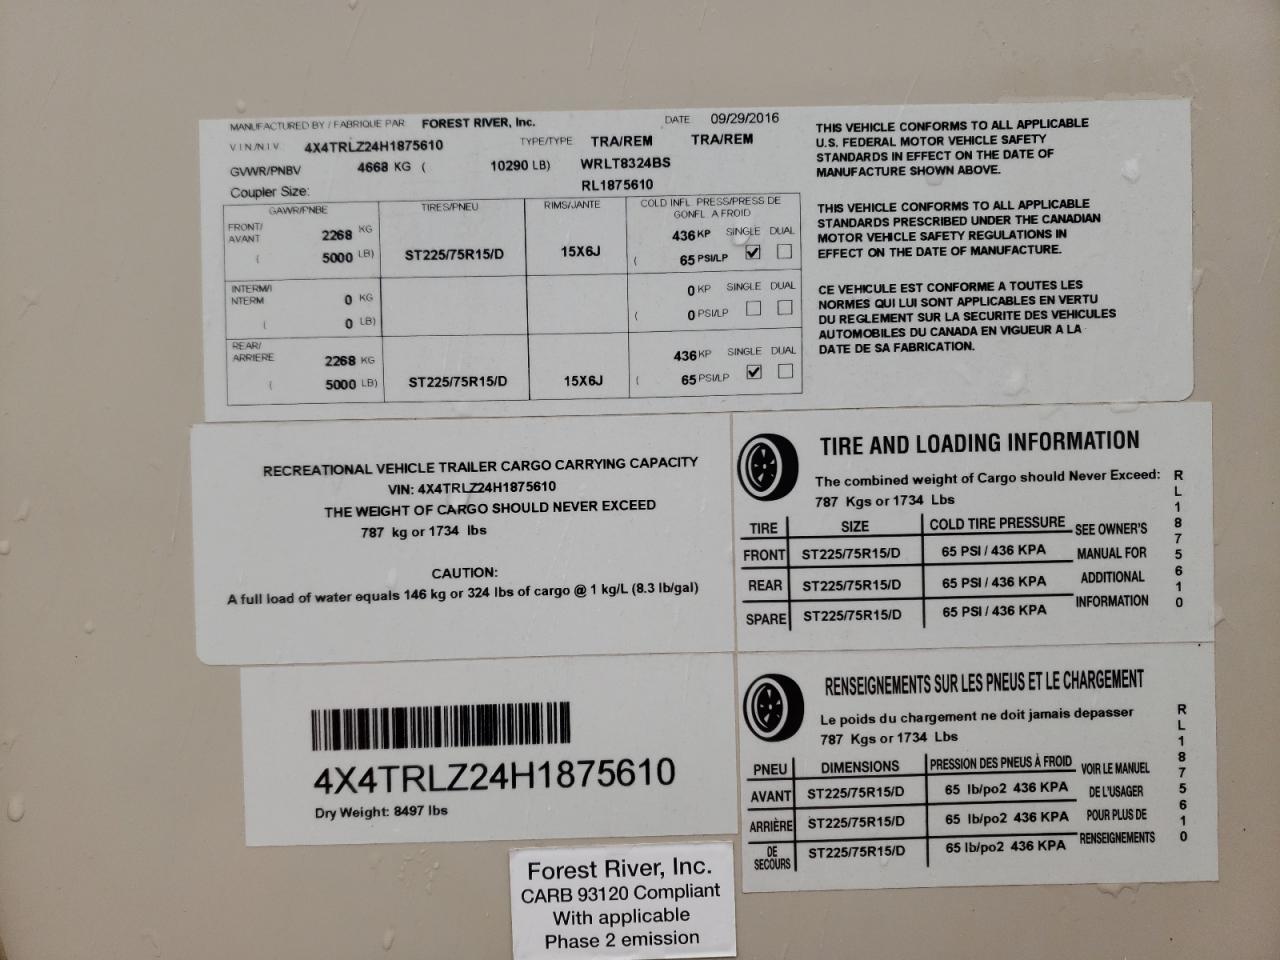 MANUFACTURED BY / FABRIQUE PAR FOREST RIVER, Inc. DATE 09/29/2016
VIN/NIV 4X4TRLZ24H1875610 TYPE/TYPE TRA/REM TRA/REM
GVWR/PNBV 4668 KG ( 10290 LB) WRLT8324BS
Coupler Size: RL1875610
GAWR/PNBE TIRES/PNEU RIMS/JANTE COLD INFL PRESS/PRESS DE
GONFL A FROID
FRONT/ 2268 KG 436 KP SINGLE DUAL
AVANT
( 5000 LB) ST225/75R15/D 15X6J ( 65 PSI/LP
INTERM/I 0 KG 0 KP SINGLE DUAL
NTERM
( 0 LB) ( 0 PSI/LP
REAR/ 2268 KG 436 KP SINGLE DUAL
ARRIERE
( 5000 LB) ST225/75R15/D 15X6J ( 65 PSI/LP
THIS VEHICLE CONFORMS TO ALL APPLICABLE
U.S. FEDERAL MOTOR VEHICLE SAFETY
STANDARDS IN EFFECT ON THE DATE OF
MANUFACTURE SHOWN ABOVE.
THIS VEHICLE CONFORMS TO ALL APPLICABLE
STANDARDS PRESCRIBED UNDER THE CANADIAN
MOTOR VEHICLE SAFETY REGULATIONS IN
EFFECT ON THE DATE OF MANUFACTURE.
CE VEHICULE EST CONFORME A TOUTES LES
NORMES QUI LUI SONT APPLICABLES EN VERTU
DU REGLEMENT SUR LA SECURITE DES VEHICULES
AUTOMOBILES DU CANADA EN VIGUEUR A LA
DATE DE SA FABRICATION.
RECREATIONAL VEHICLE TRAILER CARGO CARRYING CAPACITY
VIN: 4X4TRLZ24H1875610
THE WEIGHT OF CARGO SHOULD NEVER EXCEED
787 kg or 1734 lbs
CAUTION:
A full load of water equals 146 kg or 324 lbs of cargo @ 1 kg/L (8.3 lb/gal)
TIRE AND LOADING INFORMATION
The combined weight of Cargo should Never Exceed:
787 Kgs or 1734 Lbs
TIRE SIZE COLD TIRE PRESSURE SEE OWNER'S
FRONT ST225/75R15/D 65 PSI / 436 KPA MANUAL FOR
REAR ST225/75R15/D 65 PSI / 436 KPA ADDITIONAL
SPARE ST225/75R15/D 65 PSI / 436 KPA INFORMATION
RL1875610
4X4TRLZ24H1875610
Dry Weight: 8497 lbs
RENSEIGNEMENTS SUR LES PNEUS ET LE CHARGEMENT
Le poids du chargement ne doit jamais depasser
787 Kgs or 1734 Lbs
PNEU DIMENSIONS PRESSION DES PNEUS À FROID VOIR LE MANUEL
AVANT ST225/75R15/D 65 lb/po2 436 KPA DE L'USAGER
ARRIÈRE ST225/75R15/D 65 lb/po2 436 KPA POUR PLUS DE
DE SECOURS ST225/75R15/D 65 lb/po2 436 KPA RENSEIGNEMENTS
RL1875610
Forest River, Inc.
CARB 93120 Compliant
With applicable
Phase 2 emission